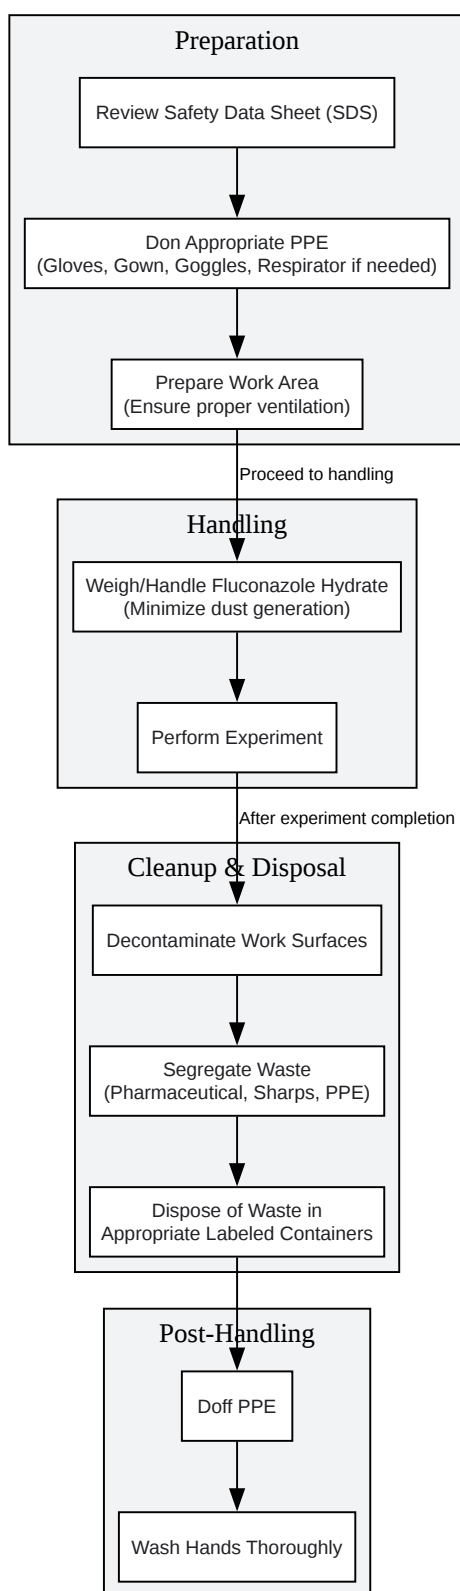 Preparation
Review Safety Data Sheet (SDS)
Don Appropriate PPE
(Gloves, Gown, Goggles, Respirator if needed)
Prepare Work Area
(Ensure proper ventilation)
Proceed to handling
Handling
Weigh/Handle Fluconazole Hydrate
(Minimize dust generation)
Perform Experiment
After experiment completion
Cleanup & Disposal
Decontaminate Work Surfaces
Segregate Waste
(Pharmaceutical, Sharps, PPE)
Dispose of Waste in
Appropriate Labeled Containers
Post-Handling
Doff PPE
Wash Hands Thoroughly